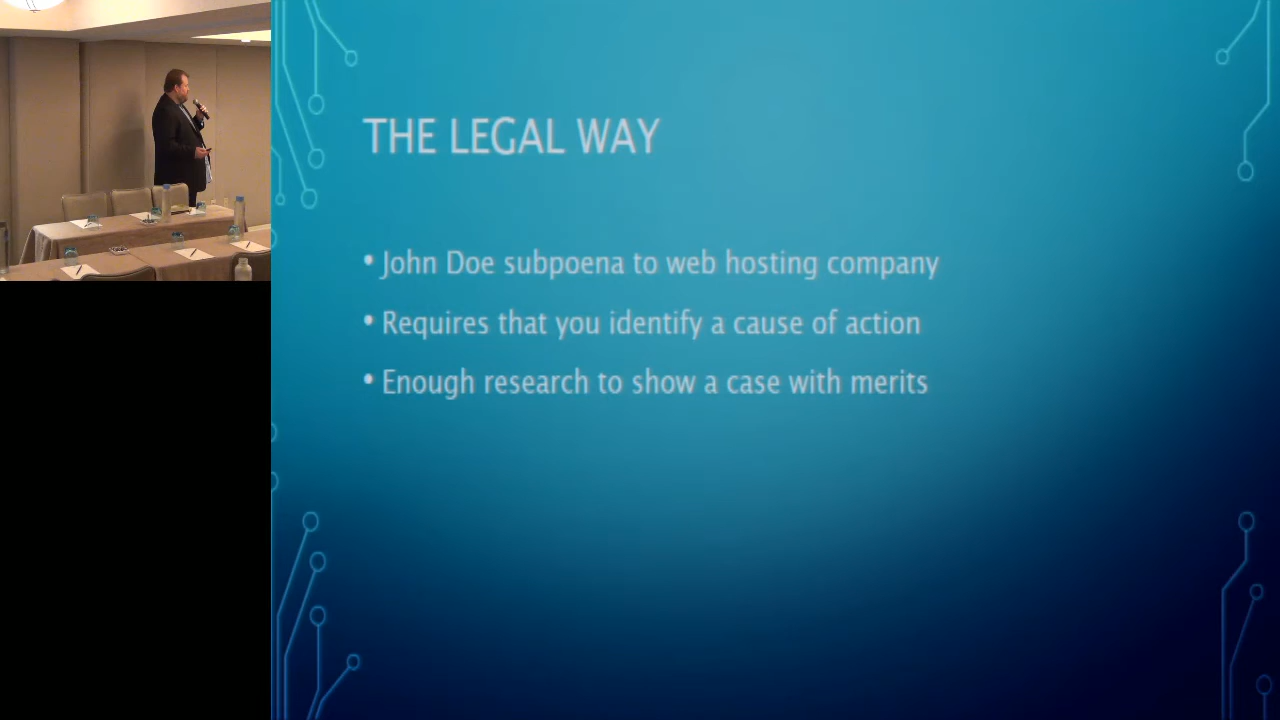 THE LEGAL WAY
• John Doe subpoena to web hosting company
• Requires that you identify a cause of action
• Enough research to show a case with merits